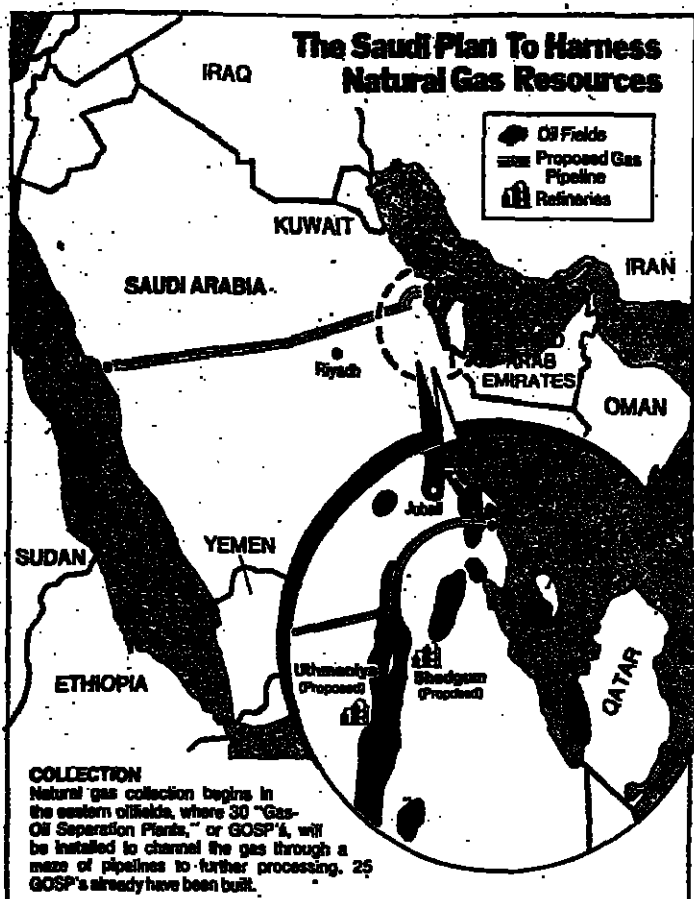 The Saudi Plan To Harness
Natural Gas Resources
IRAQ
Oil Fields
Proposed Gas
Pipeline
Refineries
KUWAIT
IRAN
SAUDI ARABIA
Riyadh
ARAB
EMIRATES
OMAN
Jubail
SUDAN
YEMEN
ETHIOPIA
Uthmaniya
(Proposed)
Shedgum
(Proposed)
QATAR
COLLECTION
Natural gas collection begins in
the eastern oilfields, where 30 "Gas-
Oil Separation Plants," or GOSP's, will
be installed to channel the gas through a
maze of pipelines to further processing. 25
GOSP's already have been built.